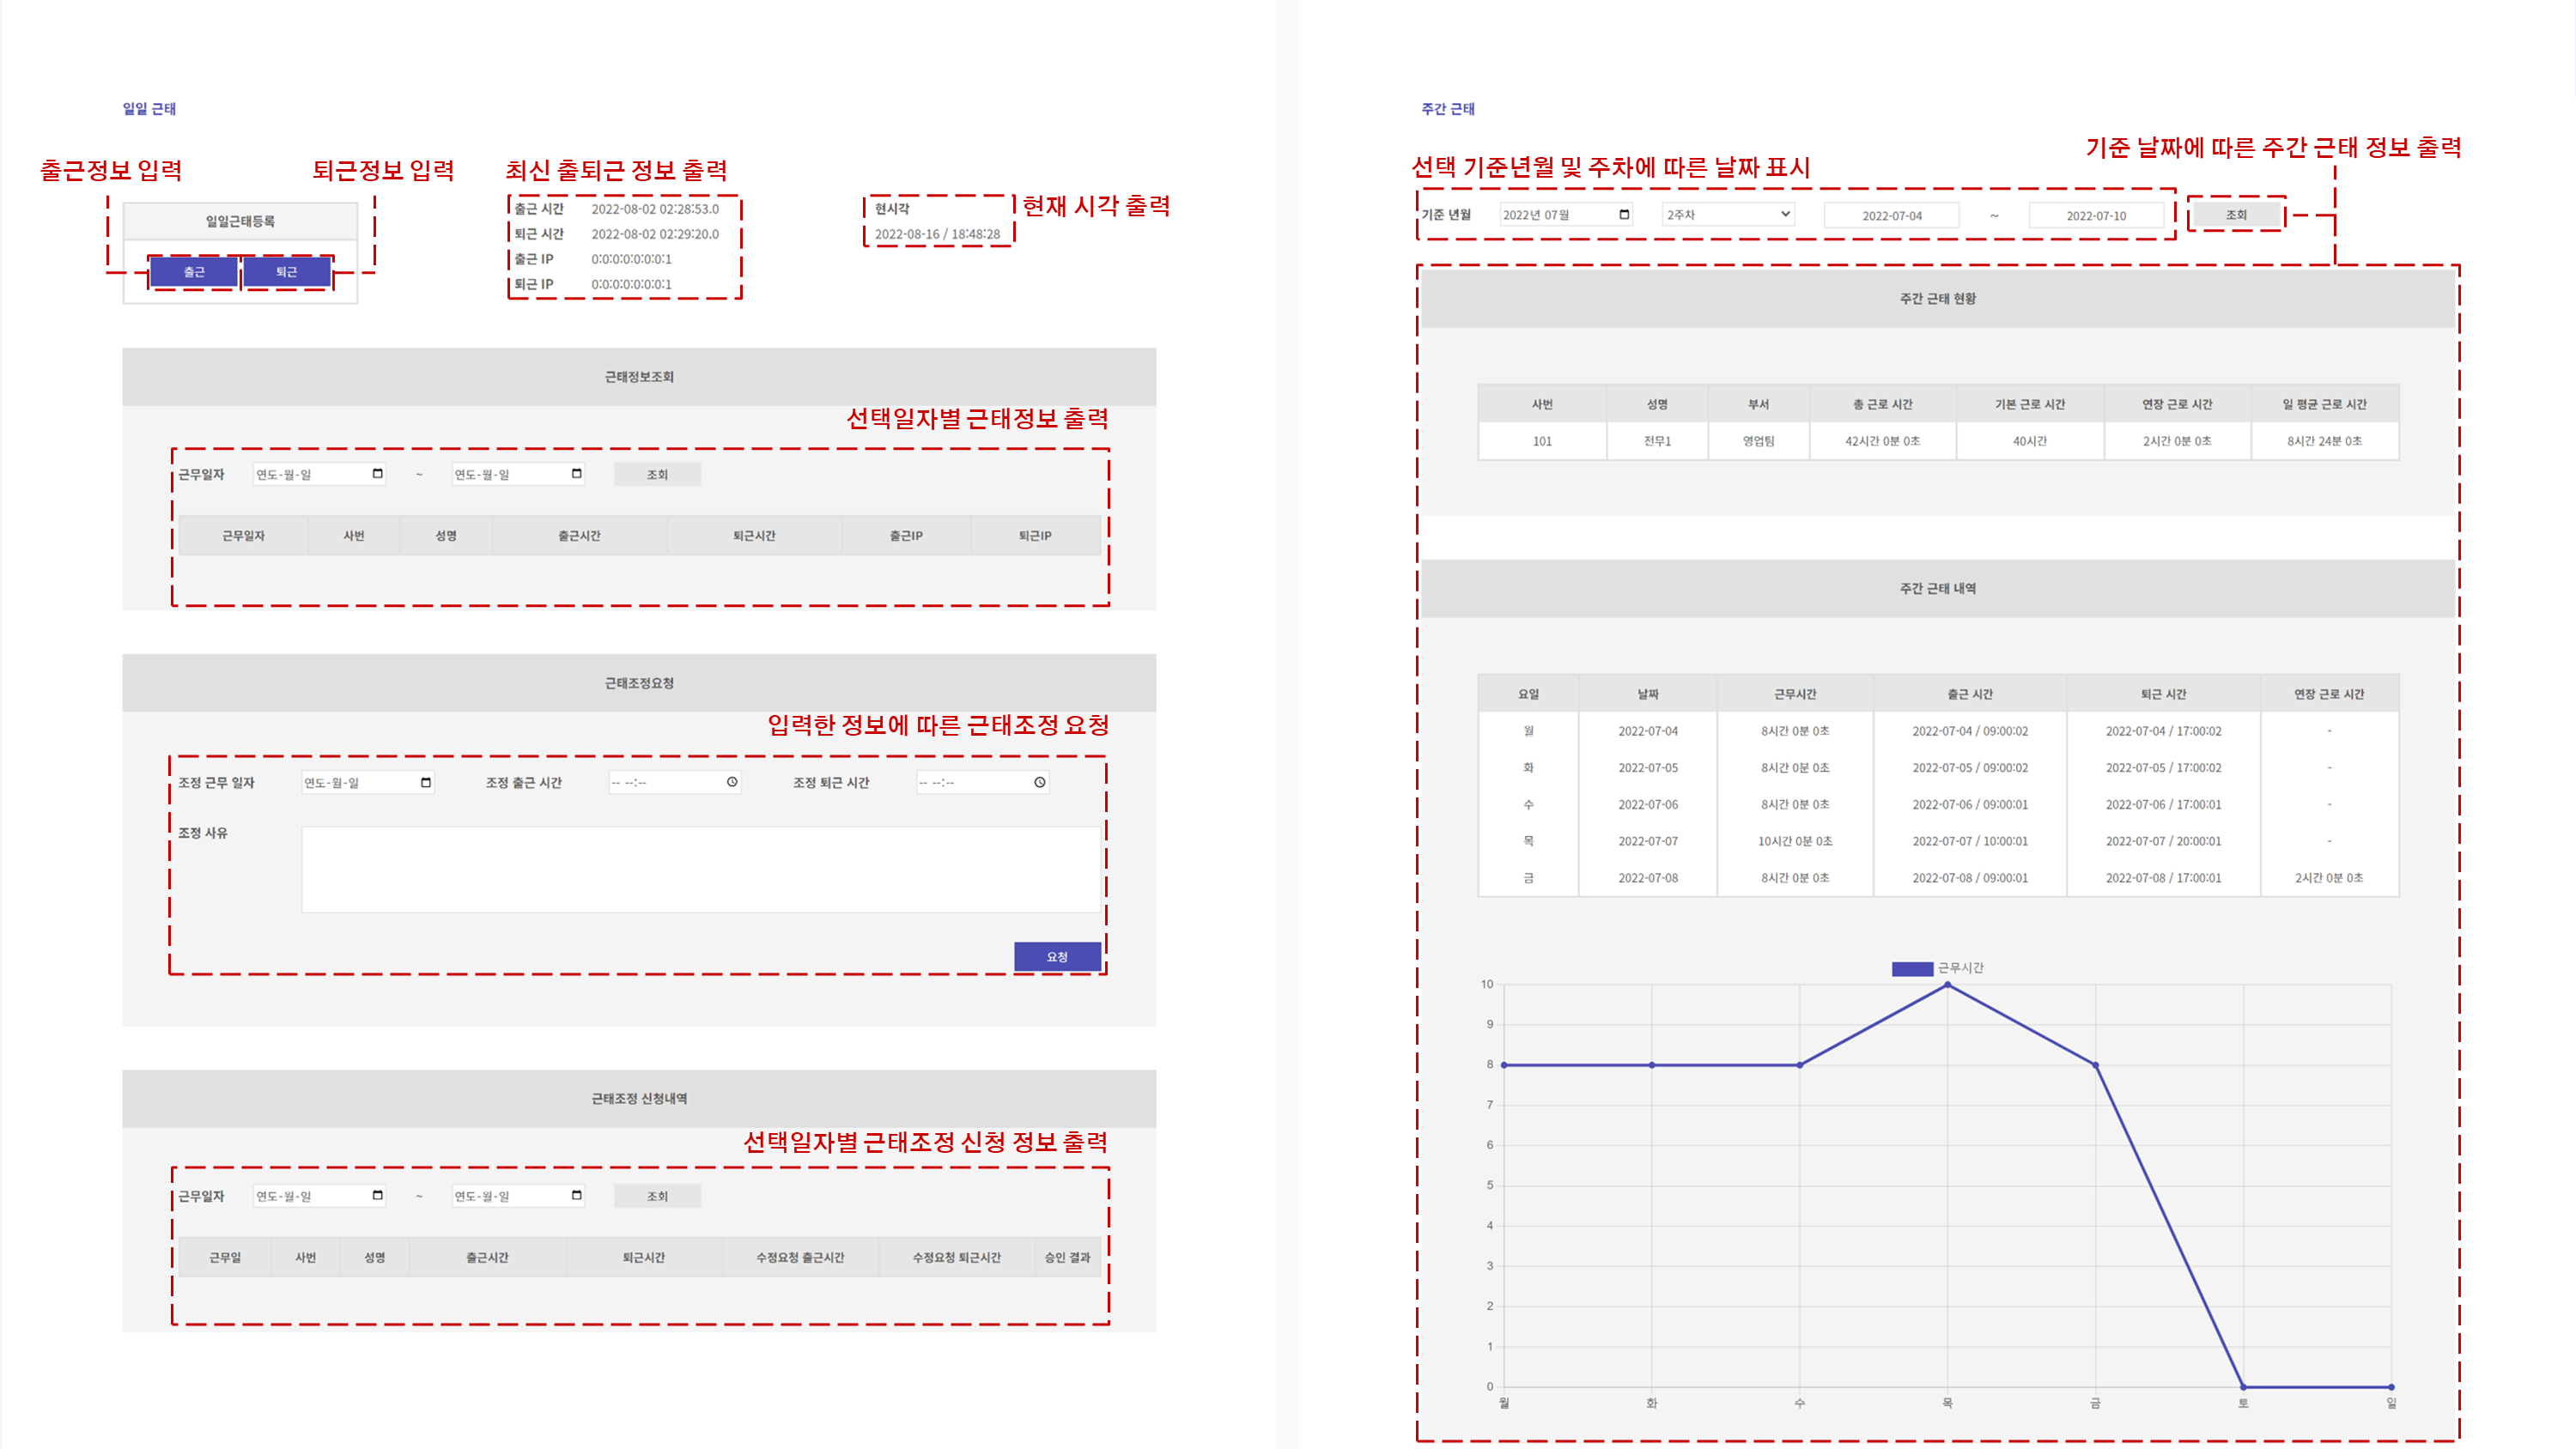 일일 근태
출근정보 입력
퇴근정보 입력
최신 출퇴근 정보 출력
현재 시각 출력
일일근태등록
출근 퇴근
출근 시간 2022-08-02 02:28:53.0
퇴근 시간 2022-08-02 02:29:20.0
출근 IP 0:0:0:0:0:0:0:1
퇴근 IP 0:0:0:0:0:0:0:1
현시각
2022-08-16 / 18:48:28
근태정보조회
선택일자별 근태정보 출력
근무일자 연도-월-일 ~ 연도-월-일 조회
근무일자 사번 성명 출근시간 퇴근시간 출근IP 퇴근IP
근태조정요청
입력한 정보에 따른 근태조정 요청
조정 근무 일자 연도-월-일 조정 출근 시간 -- --:-- 조정 퇴근 시간 -- --:--
조정 사유
요청
근태조정 신청내역
선택일자별 근태조정 신청 정보 출력
근무일자 연도-월-일 ~ 연도-월-일 조회
근무일 사번 성명 출근시간 퇴근시간 수정요청 출근시간 수정요청 퇴근시간 승인 결과
주간 근태
선택 기준년월 및 주차에 따른 날짜 표시
기준 날짜에 따른 주간 근태 정보 출력
기준 년월 2022년 07월 2주차 2022-07-04 ~ 2022-07-10 조회
주간 근태 현황
사번 성명 부서 총 근로 시간 기본 근로 시간 연장 근로 시간 일 평균 근로 시간
101 전무1 영업팀 42시간 0분 0초 40시간 2시간 0분 0초 8시간 24분 0초
주간 근태 내역
요일 날짜 근무시간 출근 시간 퇴근 시간 연장 근로 시간
월 2022-07-04 8시간 0분 0초 2022-07-04 / 09:00:02 2022-07-04 / 17:00:02 -
화 2022-07-05 8시간 0분 0초 2022-07-05 / 09:00:02 2022-07-05 / 17:00:02 -
수 2022-07-06 8시간 0분 0초 2022-07-06 / 09:00:01 2022-07-06 / 17:00:01 -
목 2022-07-07 10시간 0분 0초 2022-07-07 / 10:00:01 2022-07-07 / 20:00:01 -
금 2022-07-08 8시간 0분 0초 2022-07-08 / 09:00:01 2022-07-08 / 17:00:01 2시간 0분 0초
근무시간
10
9
8
7
6
5
4
3
2
1
0
월 화 수 목 금 토 일